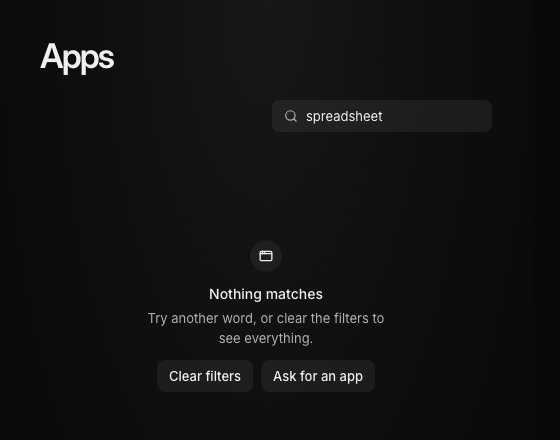 Apps
spreadsheet
Nothing matches
Try another word, or clear the filters to
see everything.
Clear filters
Ask for an app